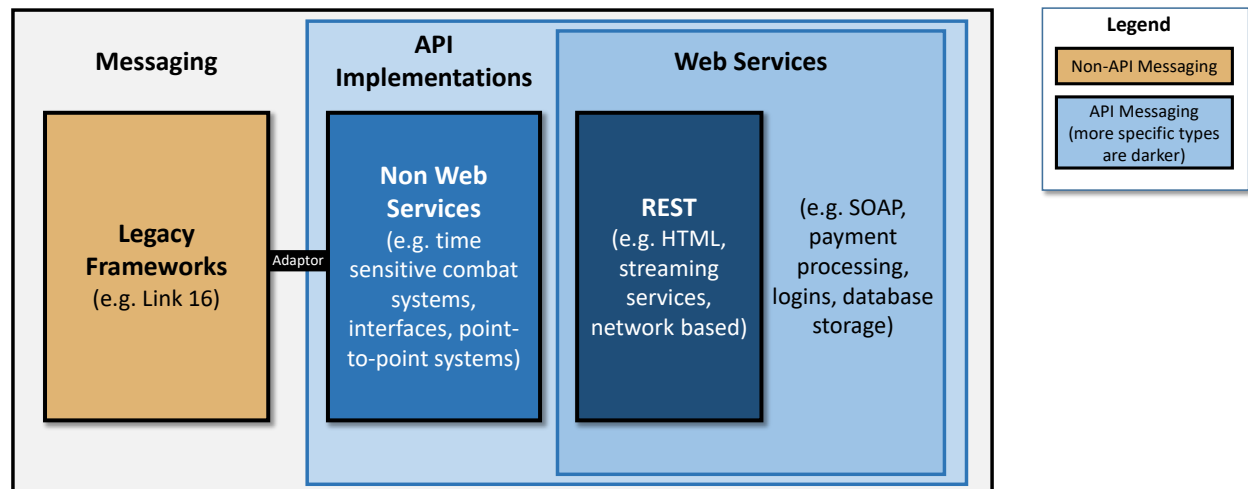 Messaging
API
Implementations
Web Services
Legacy
Frameworks
(e.g. Link 16)
Adaptor
Non Web
Services
(e.g. time
sensitive combat
systems,
interfaces, point-
to-point systems)
REST
(e.g. HTML,
streaming
services,
network based)
(e.g. SOAP,
payment
processing,
logins, database
storage)
Legend
Non-API Messaging
API Messaging
(more specific types
are darker)